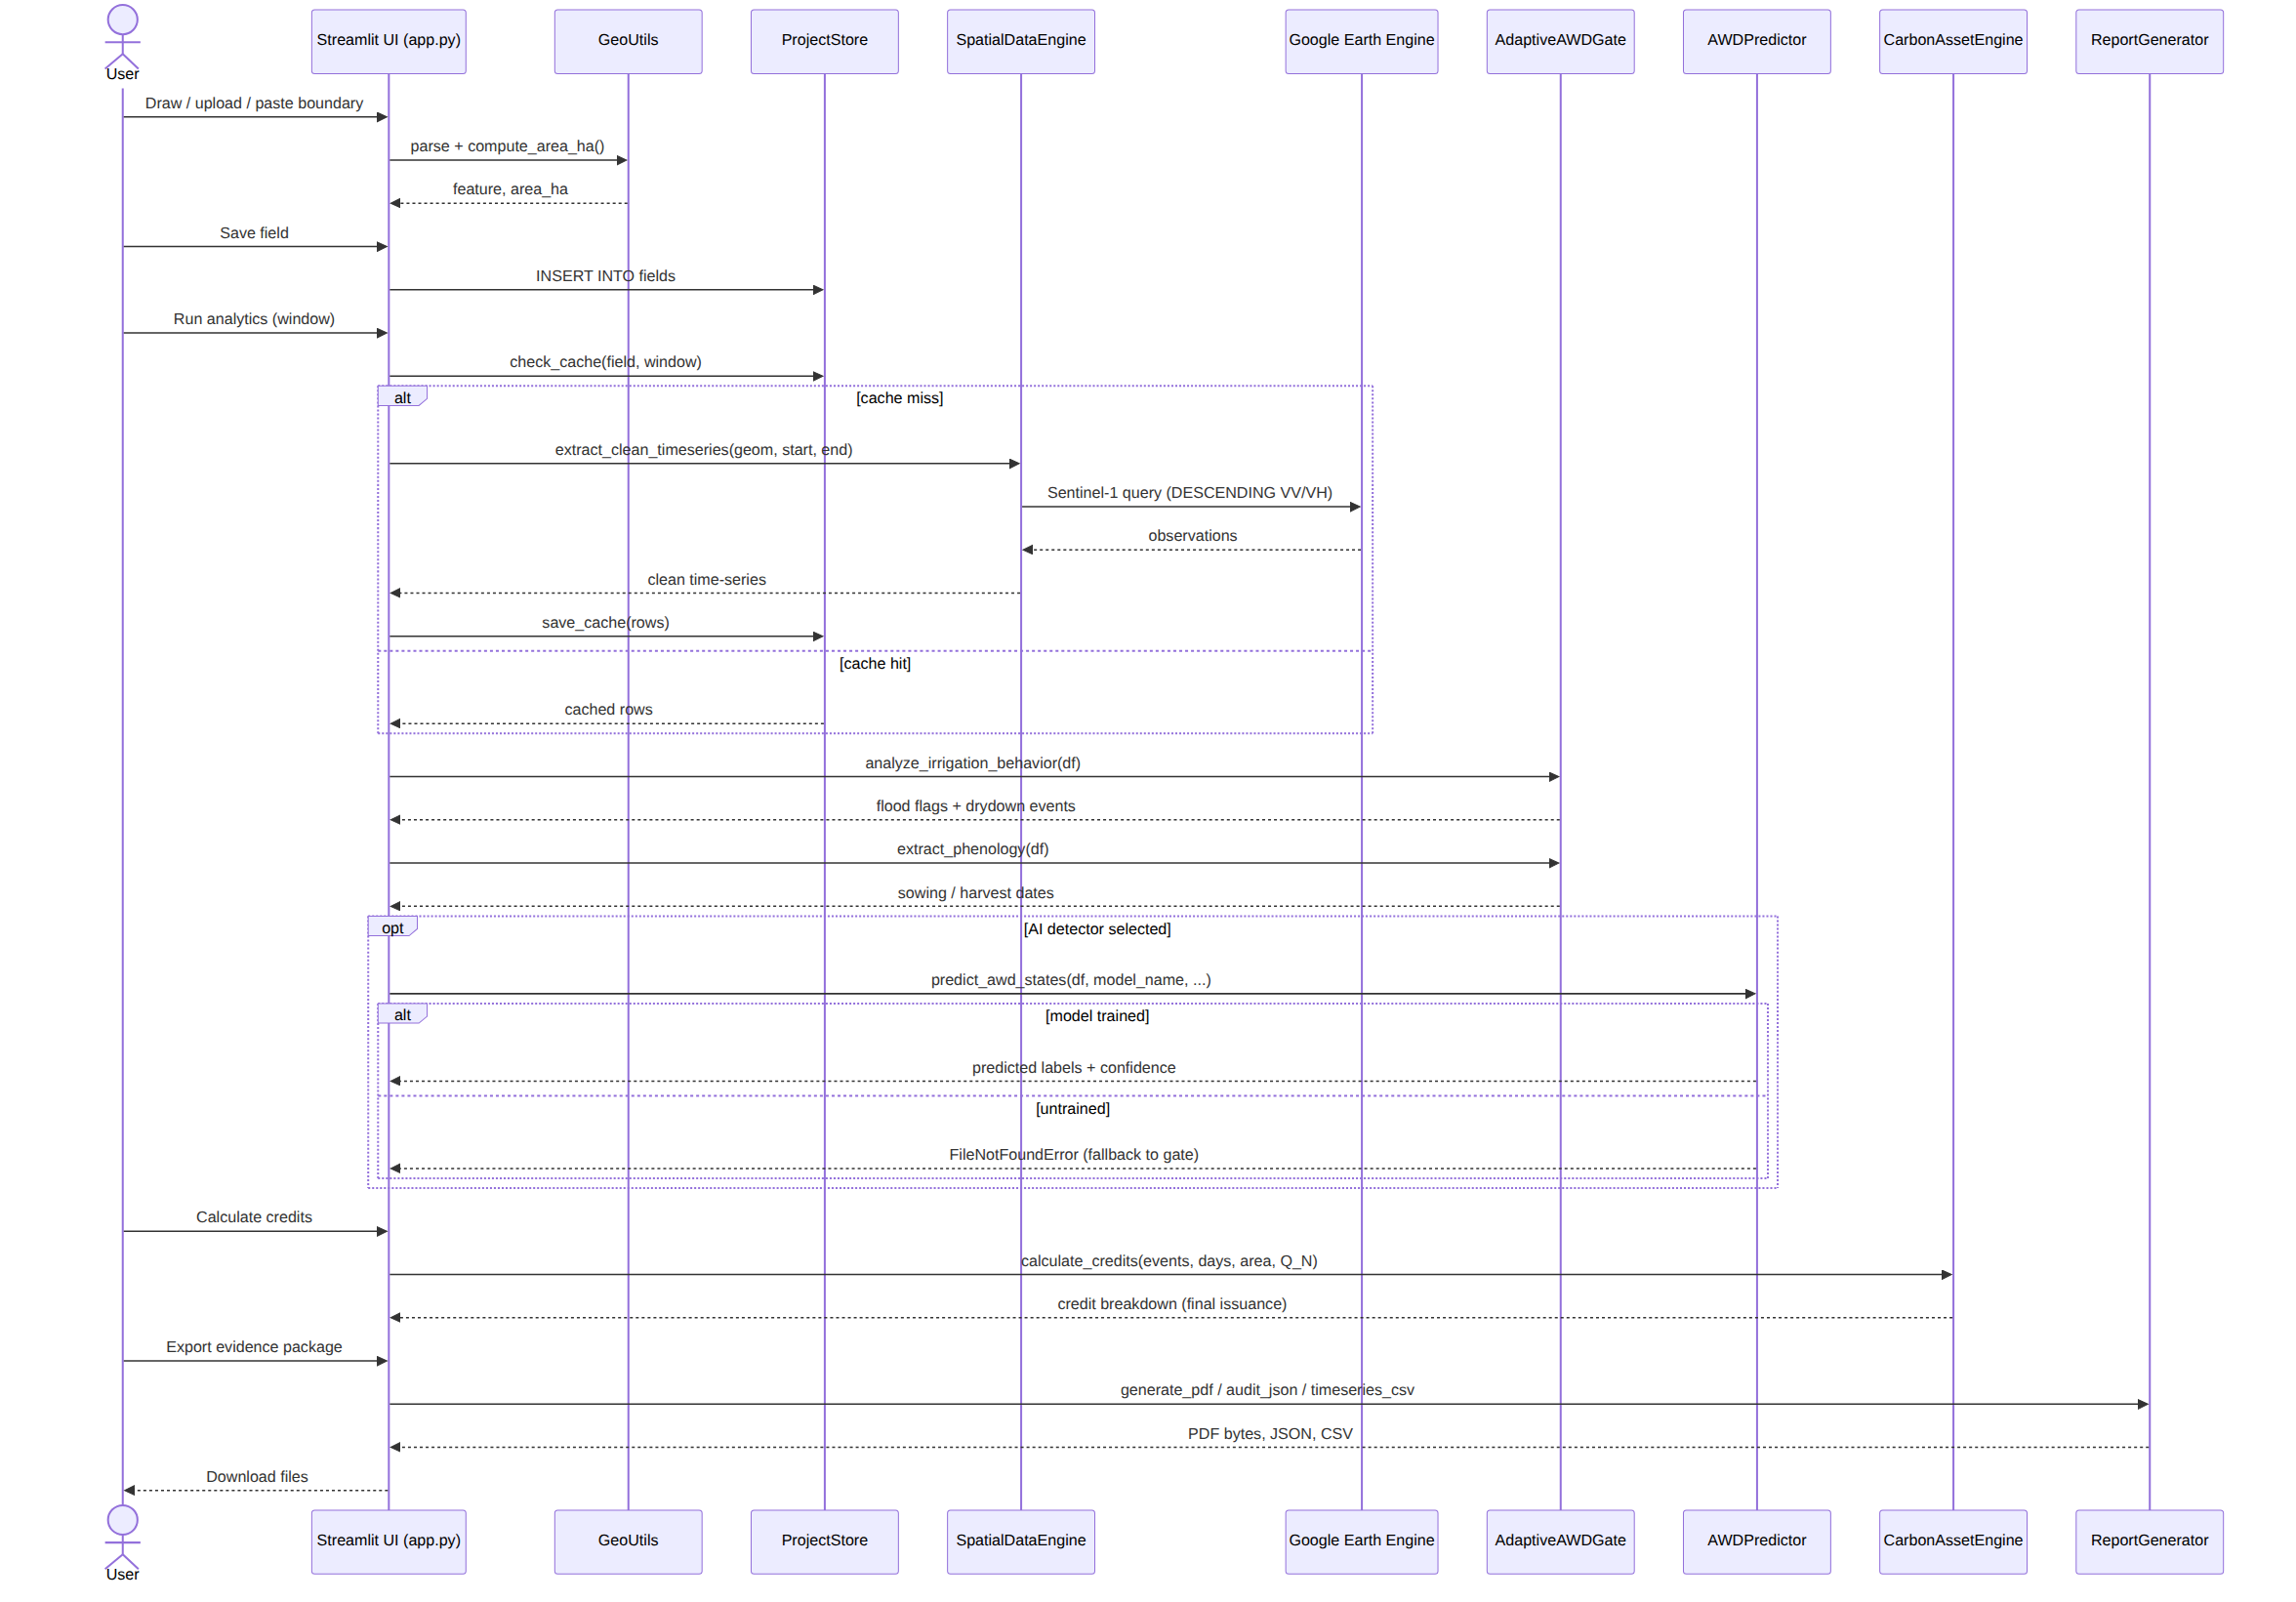 User
Streamlit UI (app.py)
GeoUtils
ProjectStore
SpatialDataEngine
Google Earth Engine
AdaptiveAWDGate
AWDPredictor
CarbonAssetEngine
ReportGenerator
Draw / upload / paste boundary
parse + compute_area_ha()
feature, area_ha
Save field
INSERT INTO fields
Run analytics (window)
check_cache(field, window)
alt
[cache miss]
extract_clean_timeseries(geom, start, end)
Sentinel-1 query (DESCENDING VV/VH)
observations
clean time-series
save_cache(rows)
[cache hit]
cached rows
analyze_irrigation_behavior(df)
flood flags + drydown events
extract_phenology(df)
sowing / harvest dates
opt
[AI detector selected]
predict_awd_states(df, model_name, ...)
alt
[model trained]
predicted labels + confidence
[untrained]
FileNotFoundError (fallback to gate)
Calculate credits
calculate_credits(events, days, area, Q_N)
credit breakdown (final issuance)
Export evidence package
generate_pdf / audit_json / timeseries_csv
PDF bytes, JSON, CSV
Download files
User
Streamlit UI (app.py)
GeoUtils
ProjectStore
SpatialDataEngine
Google Earth Engine
AdaptiveAWDGate
AWDPredictor
CarbonAssetEngine
ReportGenerator